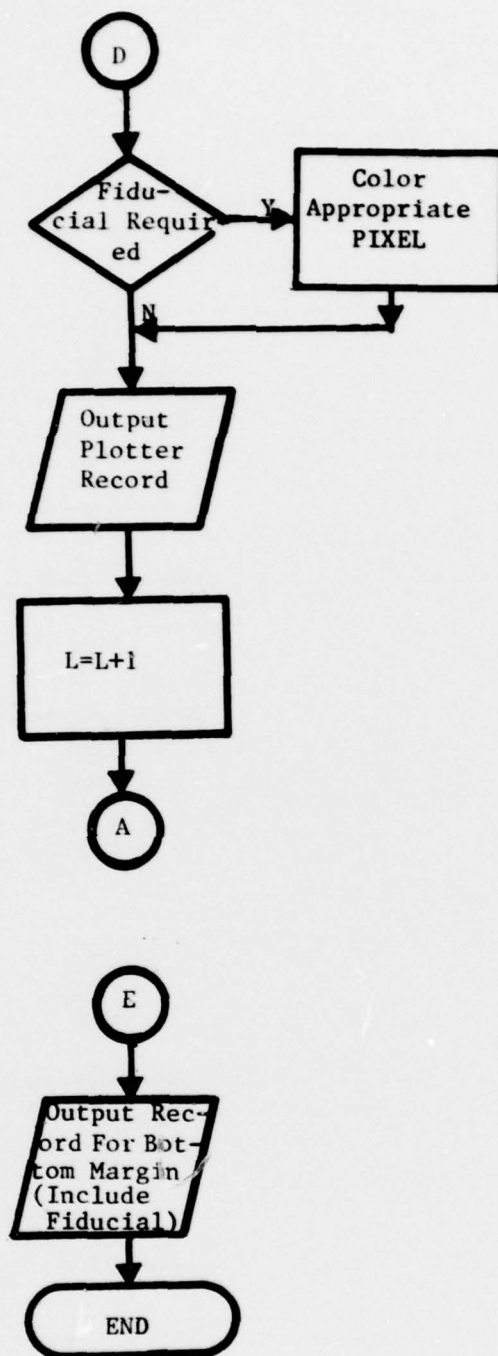 D
Fidu-
cial Requir
ed
Y
Color
Appropriate
PIXEL
N
Output
Plotter
Record
L=L+1
A
E
Output Rec-
ord For Bot-
tom Margin
(Include
Fiducial)
END